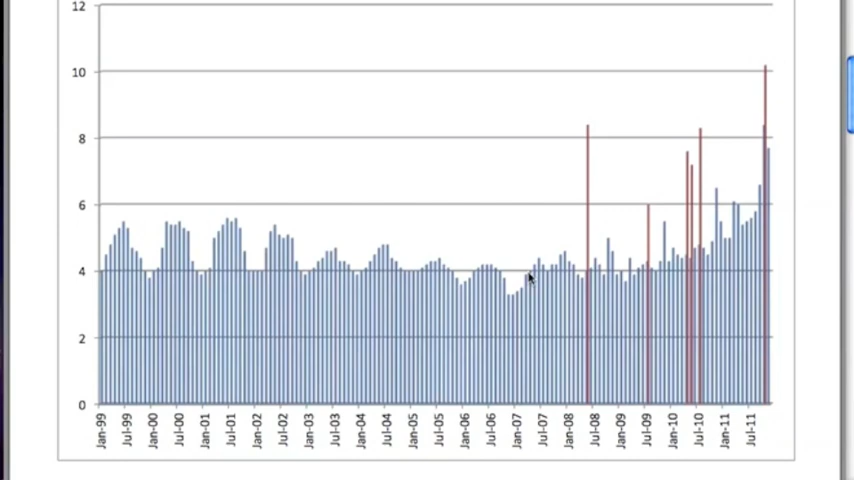 12
10
8
6
4
2
0
Jan-99
Jul-99
Jan-00
Jul-00
Jan-01
Jul-01
Jan-02
Jul-02
Jan-03
Jul-03
Jan-04
Jul-04
Jan-05
Jul-05
Jan-06
Jul-06
Jan-07
Jul-07
Jan-08
Jul-08
Jan-09
Jul-09
Jan-10
Jul-10
Jan-11
Jul-11